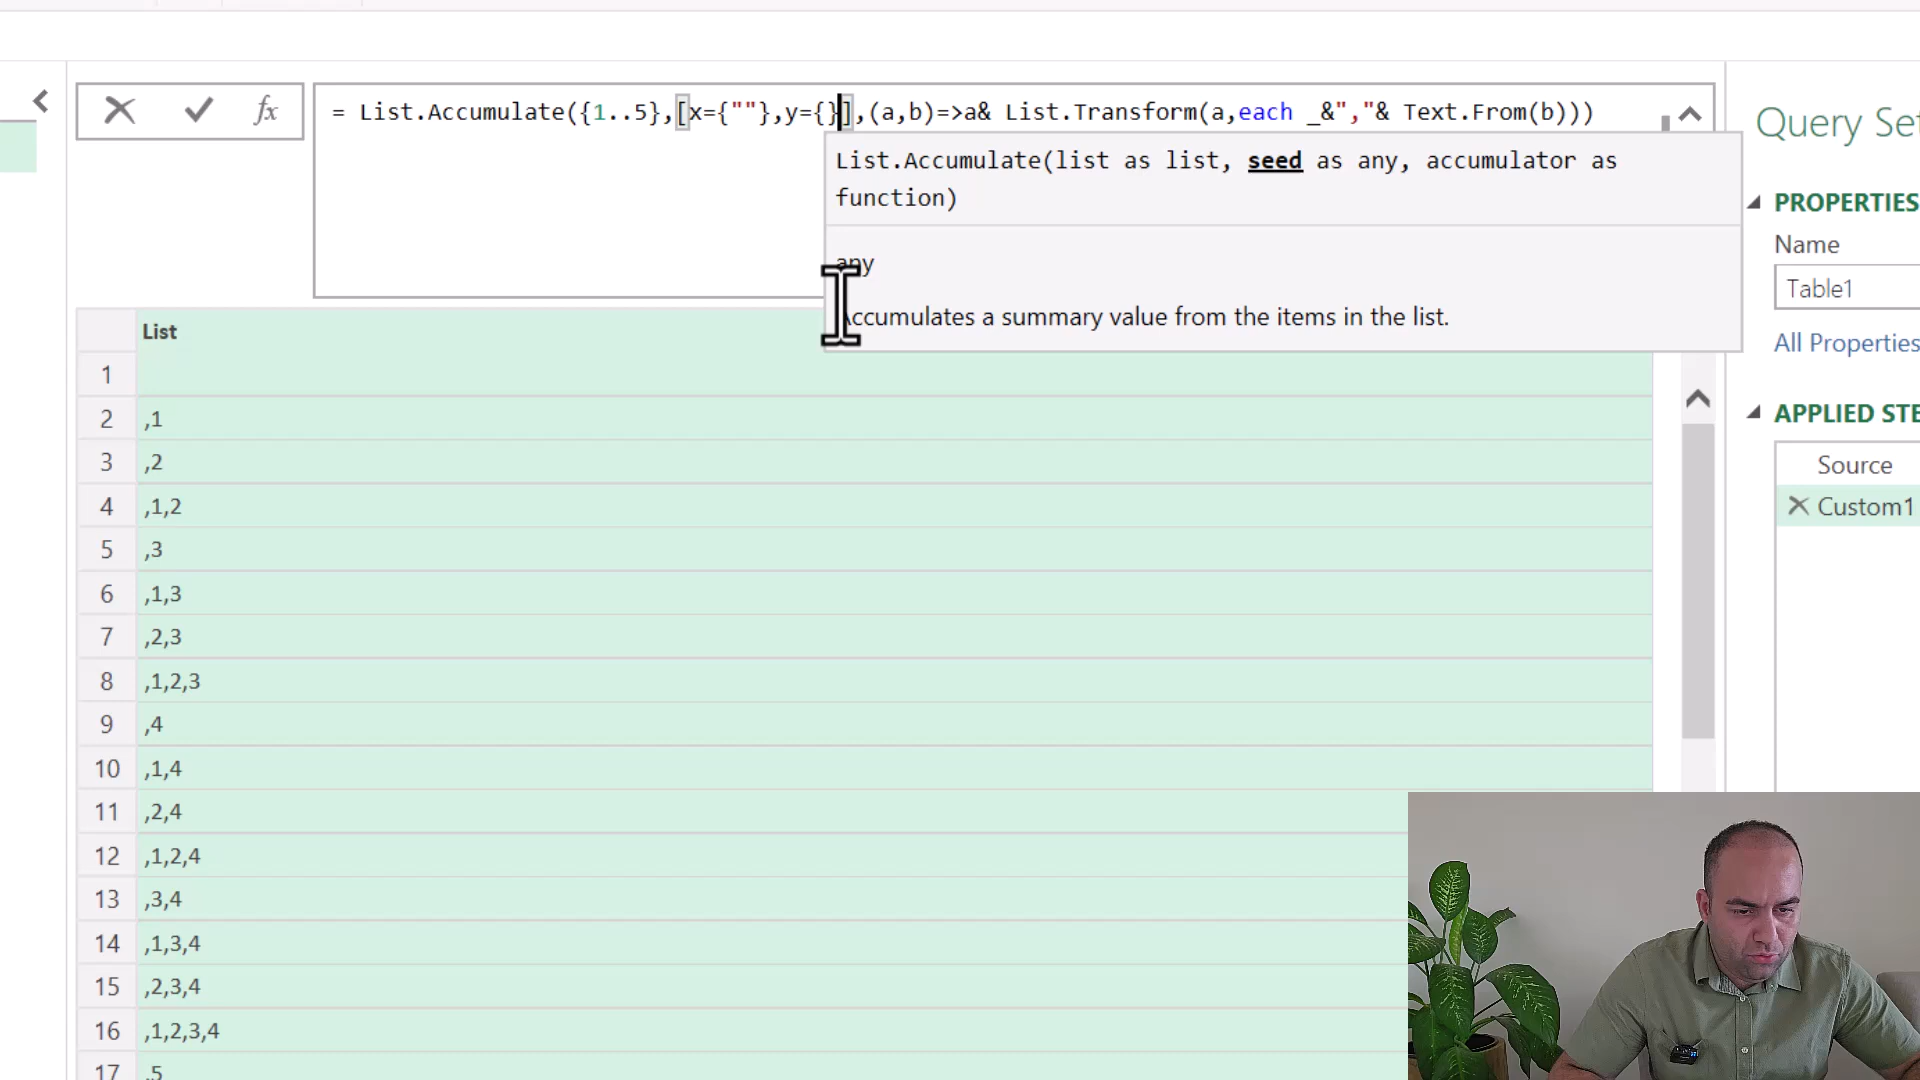 = List.Accumulate({1..5},[x={""},y={}],(a,b)=>a& List.Transform(a,each _&","& Text.From(b)))
List.Accumulate(list as list, seed as any, accumulator as
function)
any
Accumulates a summary value from the items in the list.
Query Set
PROPERTIES
Name
Table1
All Properties
APPLIED STE
Source
Custom1
List
1
2 ,1
3 ,2
4 ,1,2
5 ,3
6 ,1,3
7 ,2,3
8 ,1,2,3
9 ,4
10 ,1,4
11 ,2,4
12 ,1,2,4
13 ,3,4
14 ,1,3,4
15 ,2,3,4
16 ,1,2,3,4
17 ,5